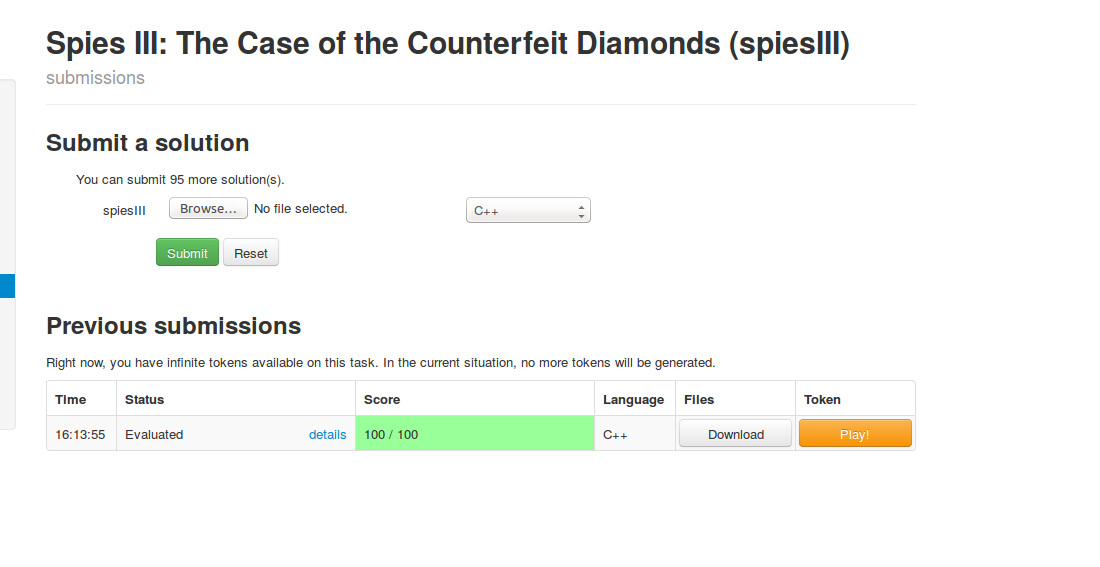 Spies III: The Case of the Counterfeit Diamonds (spiesIII)
submissions
Submit a solution
You can submit 95 more solution(s).
spiesIII Browse... No file selected. C++
Submit Reset
Previous submissions
Right now, you have infinite tokens available on this task. In the current situation, no more tokens will be generated.
Time Status Score Language Files Token
16:13:55 Evaluated details 100 / 100 C++ Download Play!